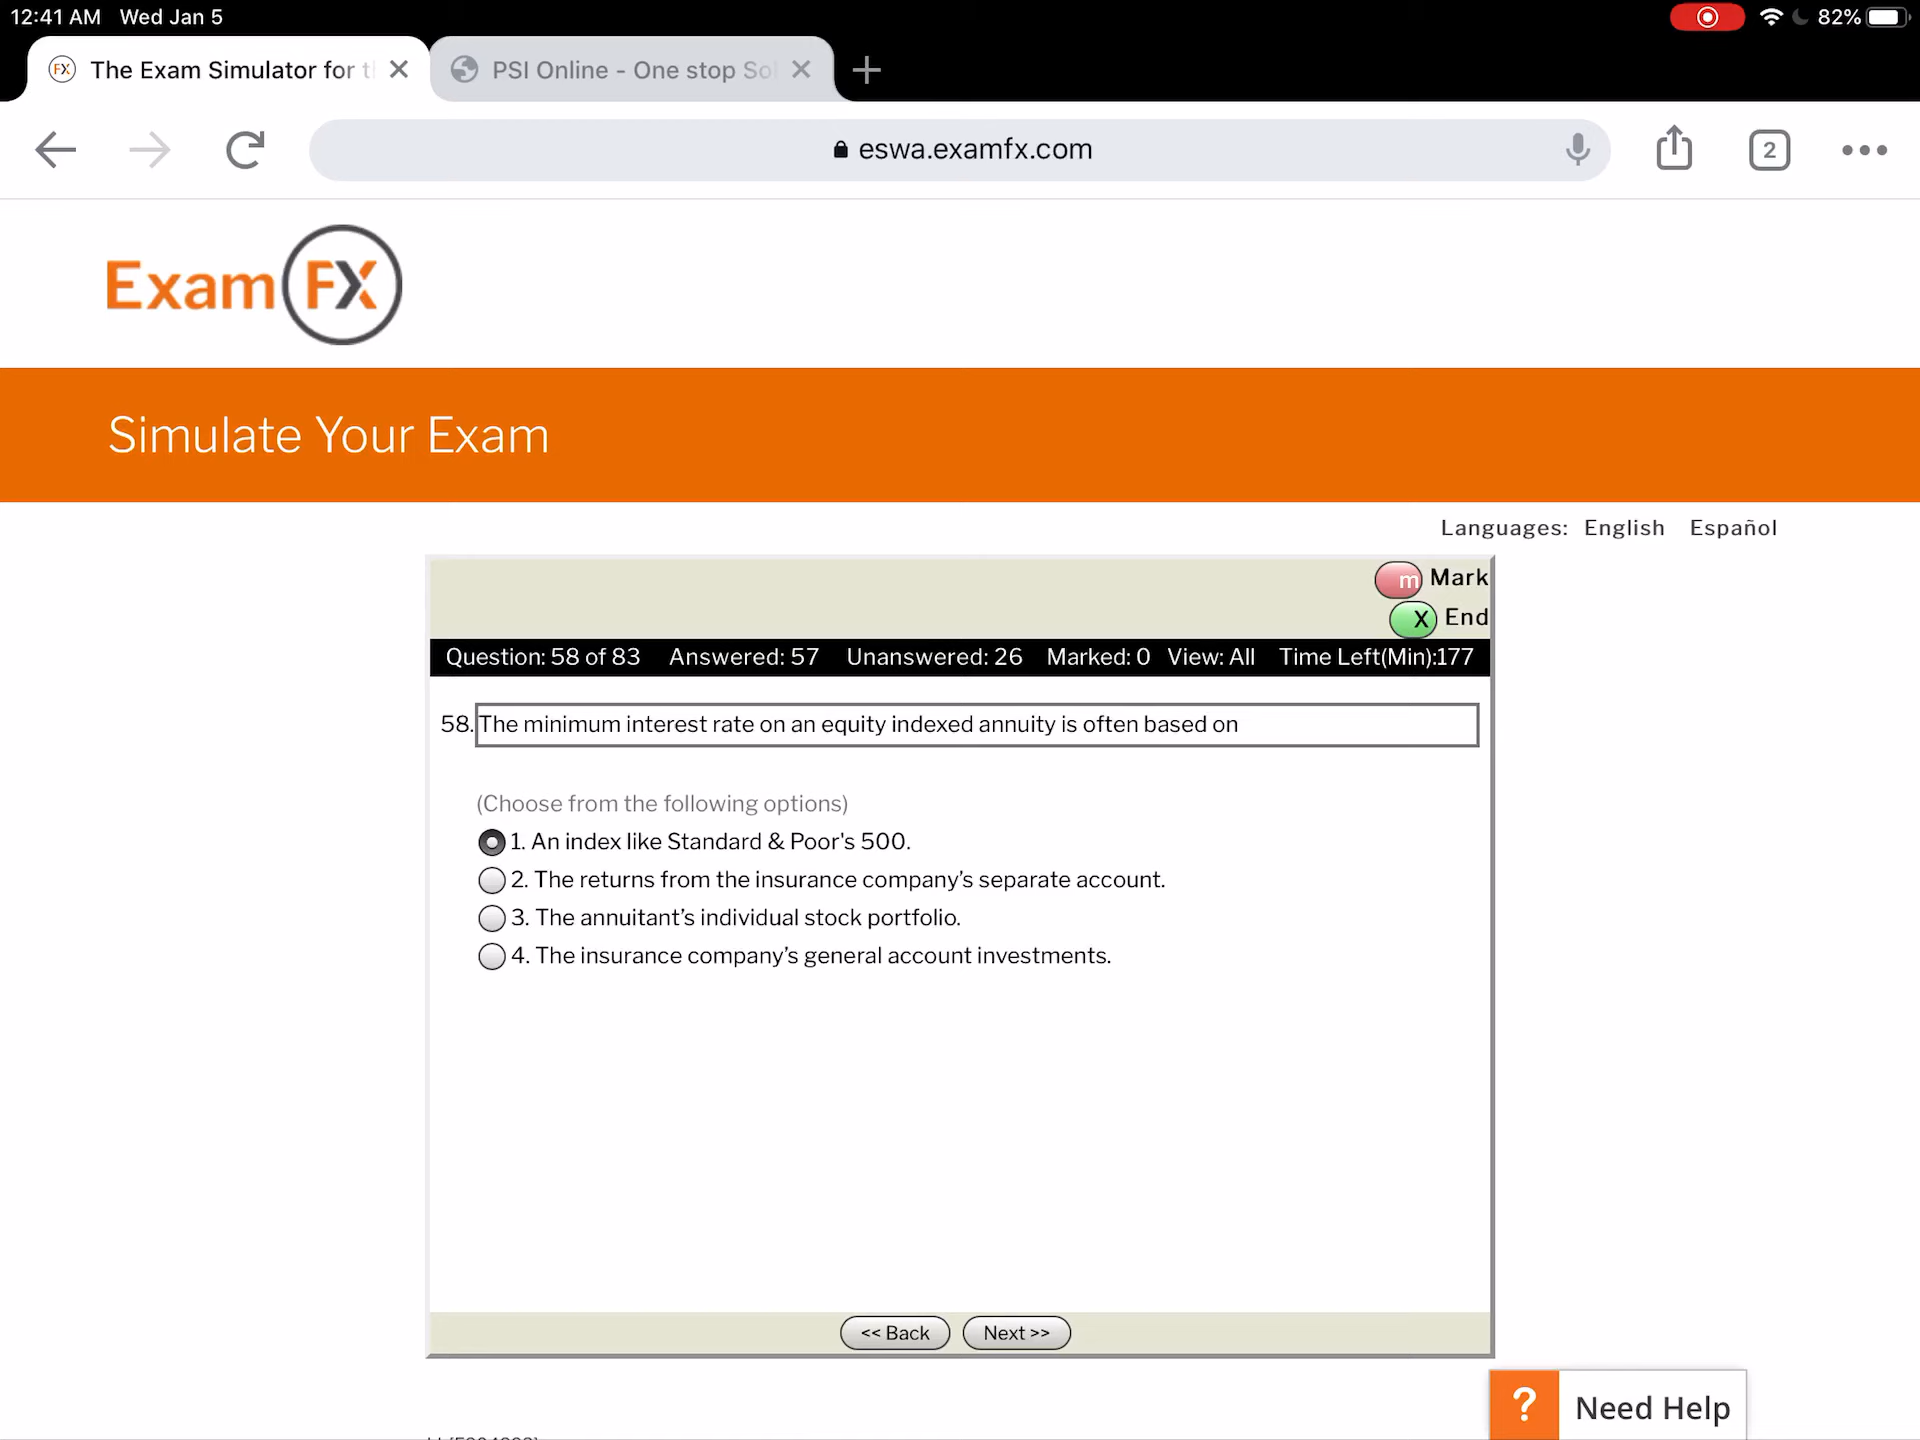 12:41 AM Wed Jan 5
82%
FX The Exam Simulator for
PSI Online - One stop
eswa.examfx.com
2
Exam FX
Simulate Your Exam
Languages: English Español
m Mark
X End
Question: 58 of 83 Answered: 57 Unanswered: 26 Marked: 0 View: All Time Left(Min):177
58. The minimum interest rate on an equity indexed annuity is often based on
(Choose from the following options)
1. An index like Standard & Poor's 500.
2. The returns from the insurance company’s separate account.
3. The annuitant’s individual stock portfolio.
4. The insurance company’s general account investments.
<< Back Next >>
? Need Help